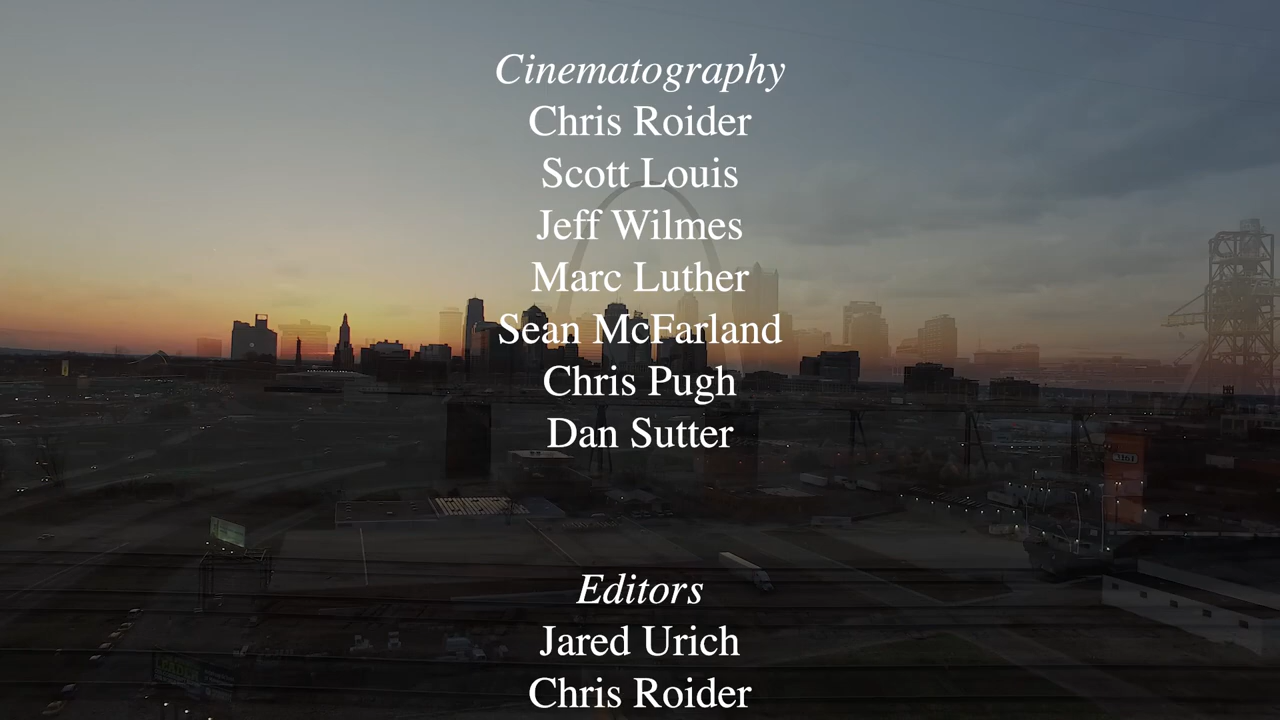 Cinematography
Chris Roider
Scott Louis
Jeff Wilmes
Marc Luther
Sean McFarland
Chris Pugh
Dan Sutter
Editors
Jared Urich
Chris Roider